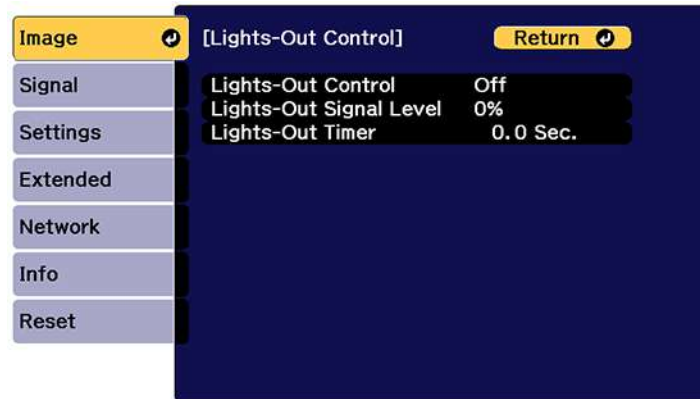 Image
Signal
Settings
Extended
Network
Info
Reset
[Lights-Out Control] Return
Lights-Out Control Off
Lights-Out Signal Level 0%
Lights-Out Timer 0.0 Sec.